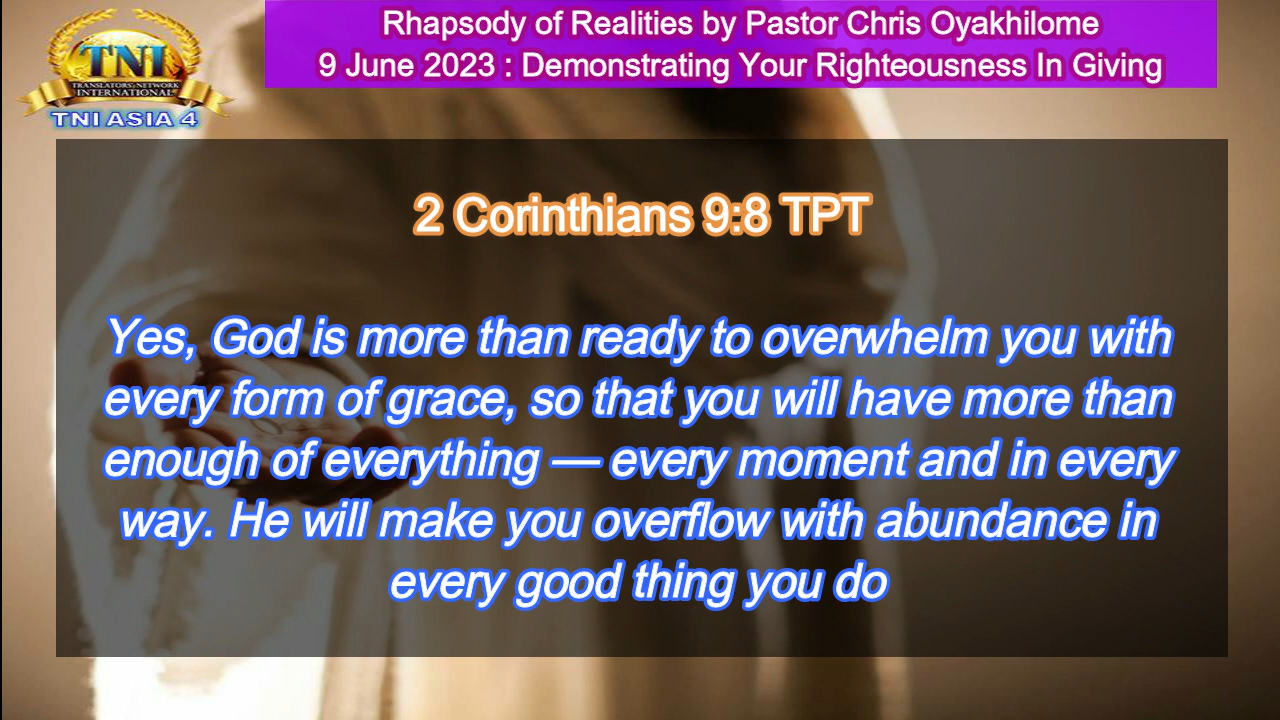 Rhapsody of Realities by Pastor Chris Oyakhilome
9 June 2023 : Demonstrating Your Righteousness In Giving
TNI
TRANSLATORS' NETWORK
INTERNATIONAL
TNI ASIA 4
2 Corinthians 9:8 TPT
Yes, God is more than ready to overwhelm you with
every form of grace, so that you will have more than
enough of everything — every moment and in every
way. He will make you overflow with abundance in
every good thing you do